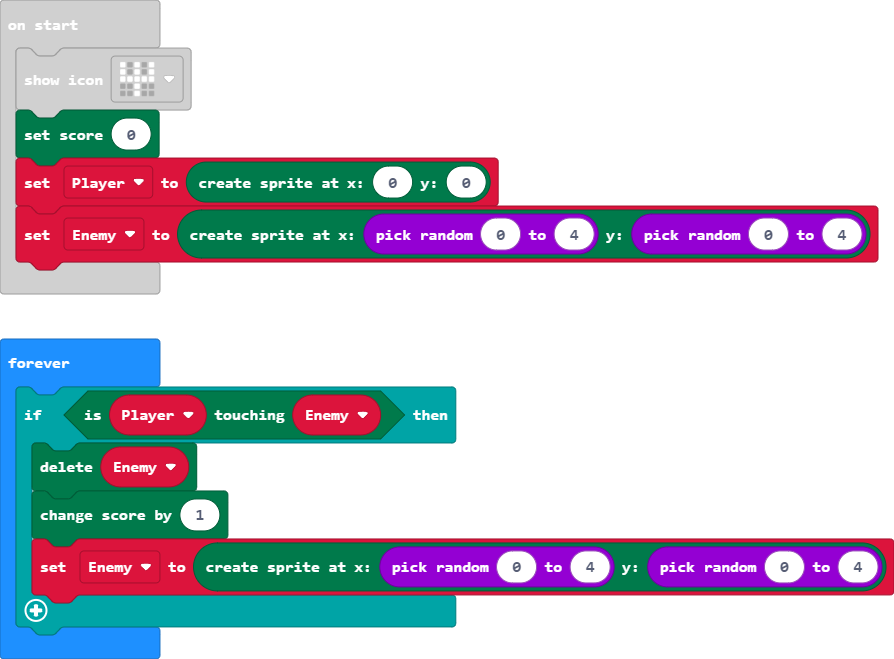 on start
show icon
set score 0
set Player to create sprite at x: 0 y: 0
set Enemy to create sprite at x: pick random 0 to 4 y: pick random 0 to 4
forever
if is Player touching Enemy then
delete Enemy
change score by 1
set Enemy to create sprite at x: pick random 0 to 4 y: pick random 0 to 4